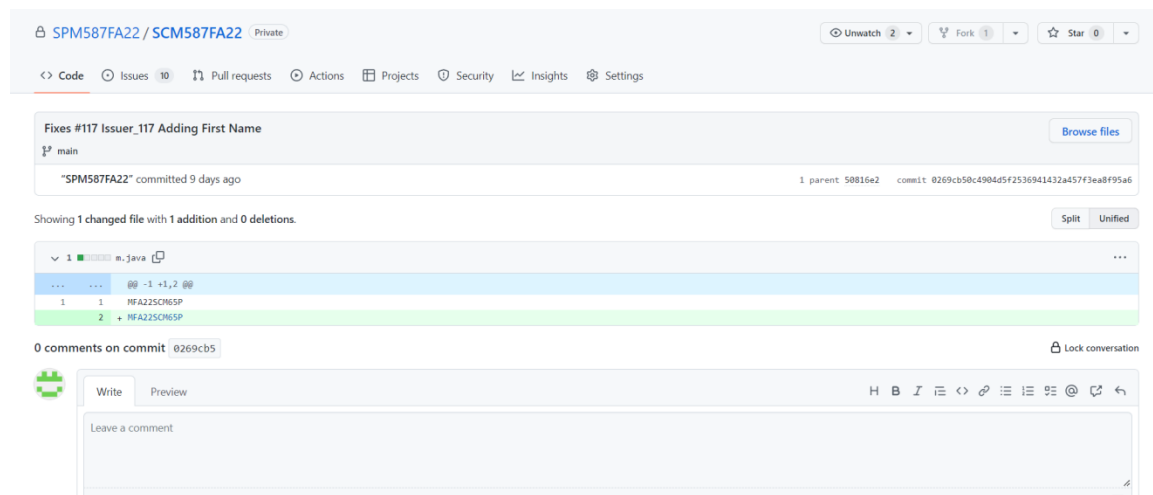 SPM587FA22 / SCM587FA22 Private
Unwatch 2 Fork 1 Star 0
Code Issues 10 Pull requests Actions Projects Security Insights Settings
Fixes #117 Issuer_117 Adding First Name
Browse files
main
"SPM587FA22" committed 9 days ago 1 parent 50816e2 commit 0269cb50c4904d5f2536941432a457f3ea8f95a6
Showing 1 changed file with 1 addition and 0 deletions.
Split Unified
1 m.java ...
... ... @@ -1 +1,2 @@
1 1 MFA22SCM65P
2 + MFA22SCM65P
0 comments on commit 0269cb5
Lock conversation
Write Preview
Leave a comment